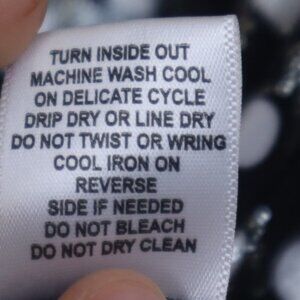 TURN INSIDE OUT
MACHINE WASH COOL
ON DELICATE CYCLE
DRIP DRY OR LINE DRY
DO NOT TWIST OR WRING
COOL IRON ON
REVERSE
SIDE IF NEEDED
DO NOT BLEACH
DO NOT DRY CLEAN